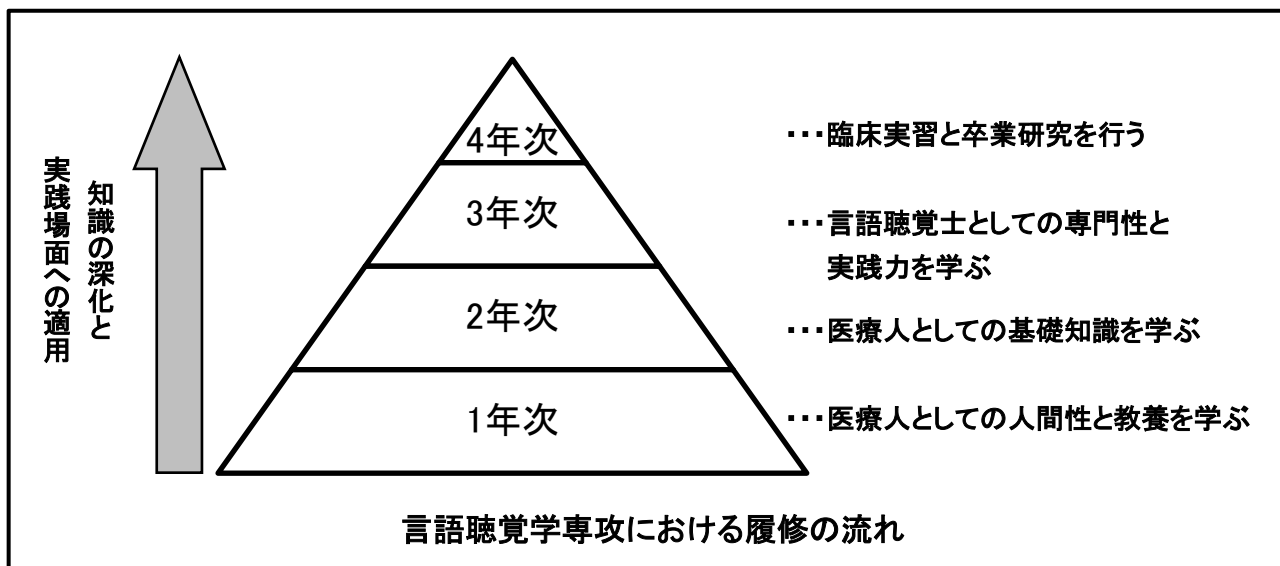 知識の深化と
実践場面への適用
4年次
・・・臨床実習と卒業研究を行う
3年次
・・・言語聴覚士としての専門性と
実践力を学ぶ
2年次
・・・医療人としての基礎知識を学ぶ
1年次
・・・医療人としての人間性と教養を学ぶ
言語聴覚学専攻における履修の流れ